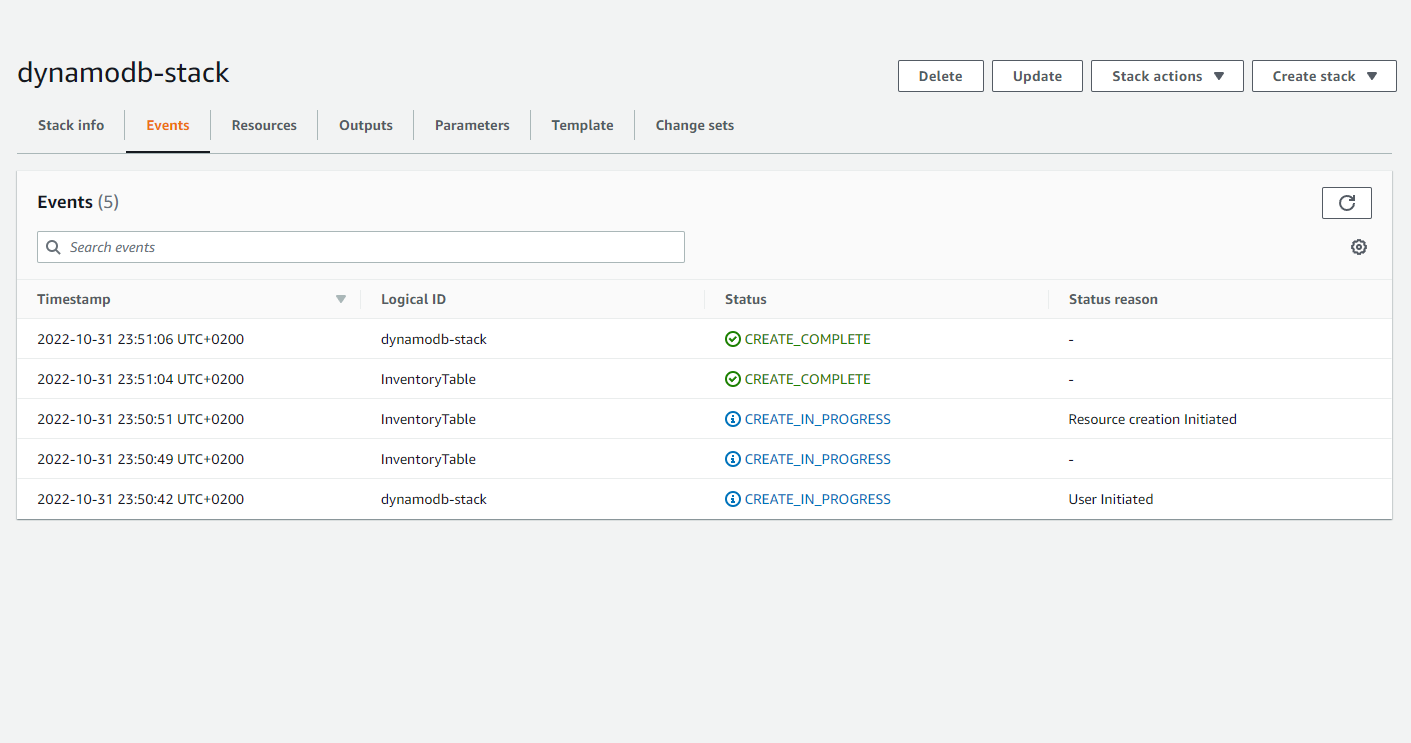 dynamodb-stack
Delete Update Stack actions Create stack
Stack info Events Resources Outputs Parameters Template Change sets
Events (5)
Search events
Timestamp Logical ID Status Status reason
2022-10-31 23:51:06 UTC+0200 dynamodb-stack CREATE_COMPLETE -
2022-10-31 23:51:04 UTC+0200 InventoryTable CREATE_COMPLETE -
2022-10-31 23:50:51 UTC+0200 InventoryTable CREATE_IN_PROGRESS Resource creation Initiated
2022-10-31 23:50:49 UTC+0200 InventoryTable CREATE_IN_PROGRESS -
2022-10-31 23:50:42 UTC+0200 dynamodb-stack CREATE_IN_PROGRESS User Initiated